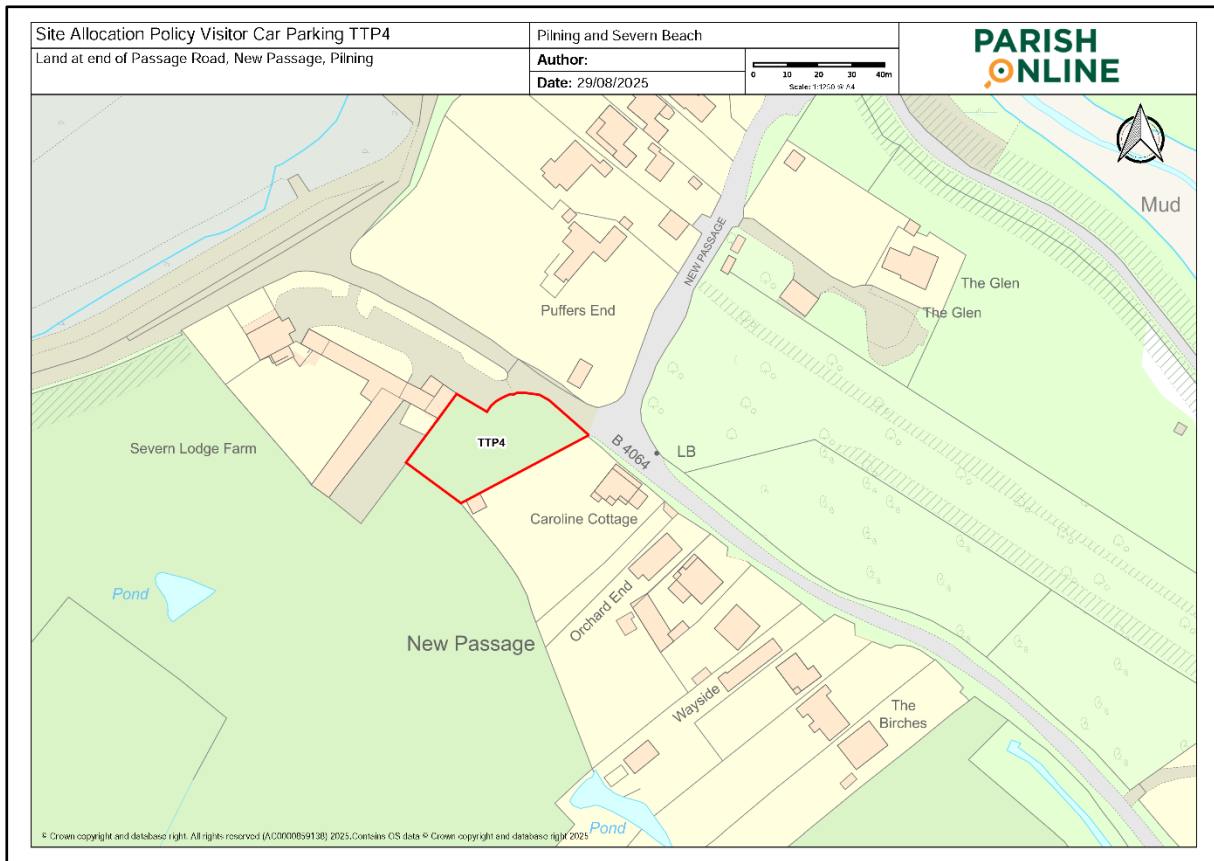 Site Allocation Policy Visitor Car Parking TTP4
Land at end of Passage Road, New Passage, Pilning
Pilning and Severn Beach
Author:
Date: 29/08/2025
0 10 20 30 40m
Scale: 1:1250 @ A4
PARISH
ONLINE
Mud
NEW PASSAGE
The Glen
The Glen
Puffers End
Severn Lodge Farm
TTP4
B 4064
LB
Caroline Cottage
Pond
New Passage
Orchard End
Wayside
The
Birches
Pond
© Crown copyright and database right. All rights reserved (AC0000859138) 2025.Contains OS data © Crown copyright and database right 2025